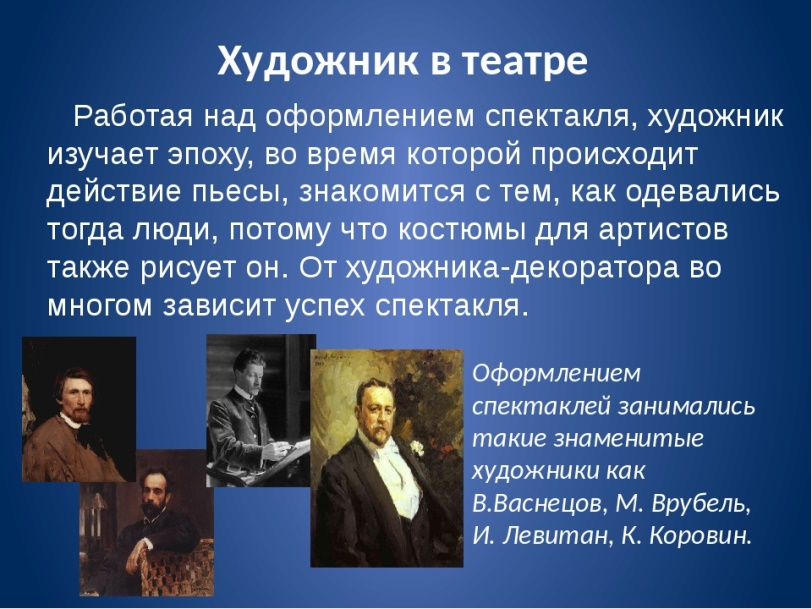 Художник в театре
Работая над оформлением спектакля, художник
изучает эпоху, во время которой происходит
действие пьесы, знакомится с тем, как одевались
тогда люди, потому что костюмы для артистов
также рисует он. От художника-декоратора во
многом зависит успех спектакля.
Оформлением
спектаклей занимались
такие знаменитые
художники как
В.Васнецов, М. Врубель,
И. Левитан, К. Коровин.